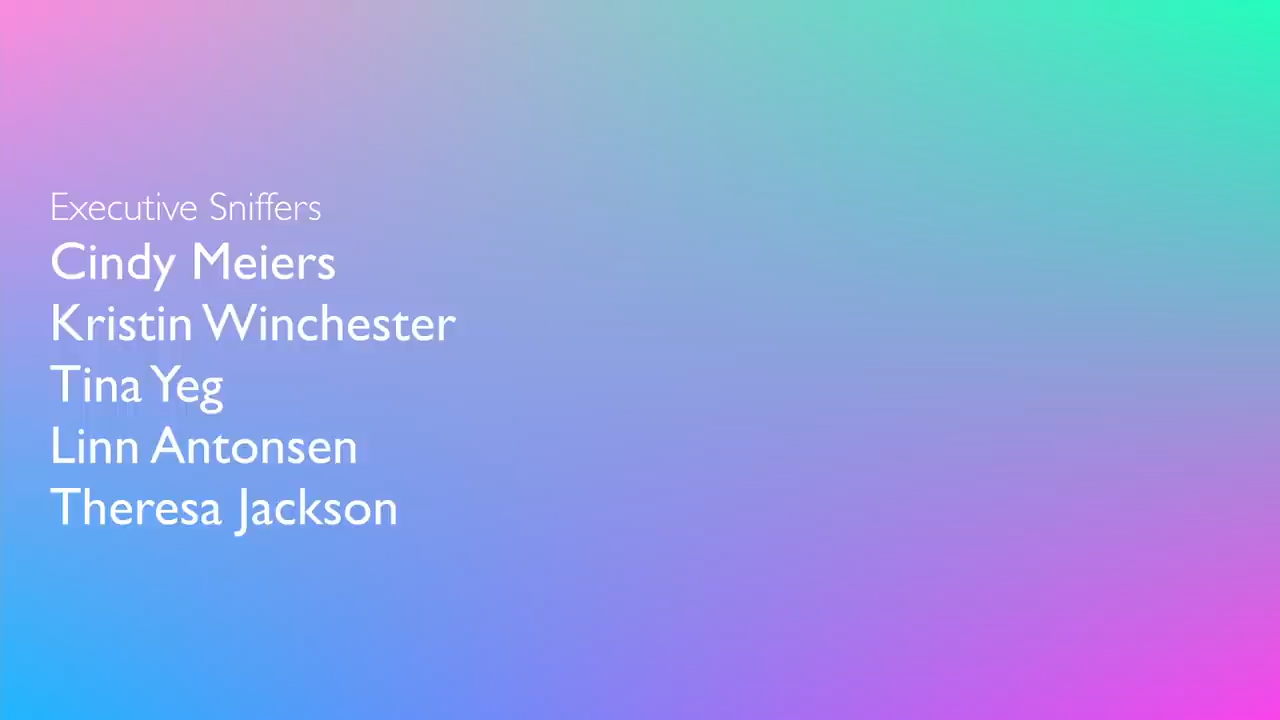 Executive Sniffers
Cindy Meiers
Kristin Winchester
Tina Yeg
Linn Antonsen
Theresa Jackson